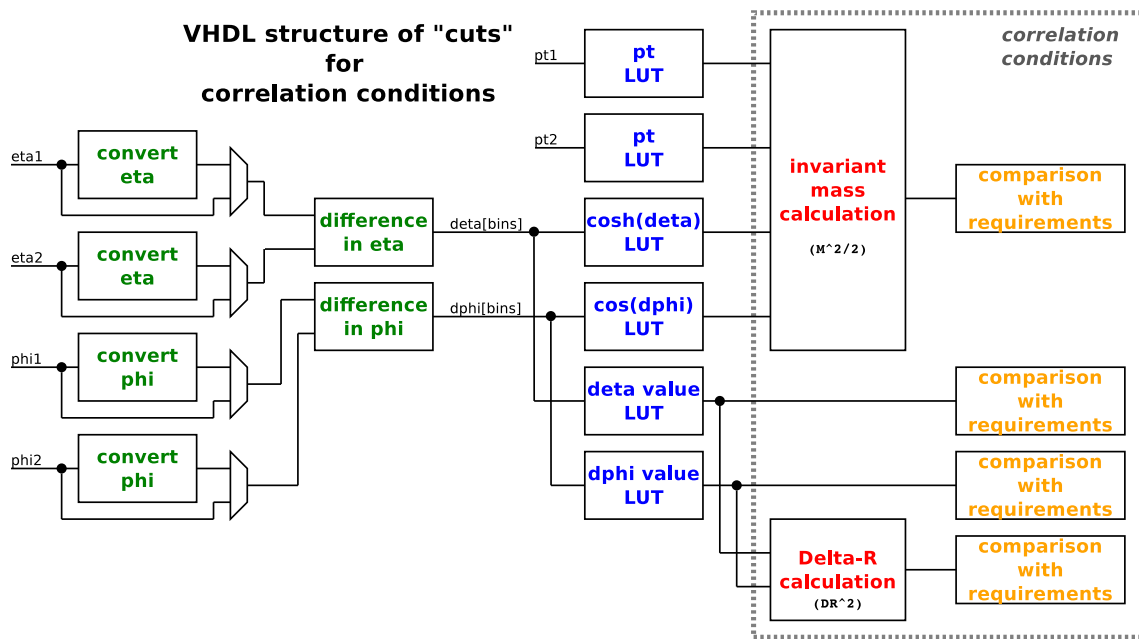 VHDL structure of "cuts"
for
correlation conditions
correlation
conditions
pt1
pt
LUT
pt2
pt
LUT
eta1
convert
eta
eta2
convert
eta
phi1
convert
phi
phi2
convert
phi
difference
in eta
difference
in phi
deta[bins]
dphi[bins]
cosh(deta)
LUT
cos(dphi)
LUT
deta value
LUT
dphi value
LUT
invariant
mass
calculation
(M^2/2)
Delta-R
calculation
(DR^2)
comparison
with
requirements
comparison
with
requirements
comparison
with
requirements
comparison
with
requirements